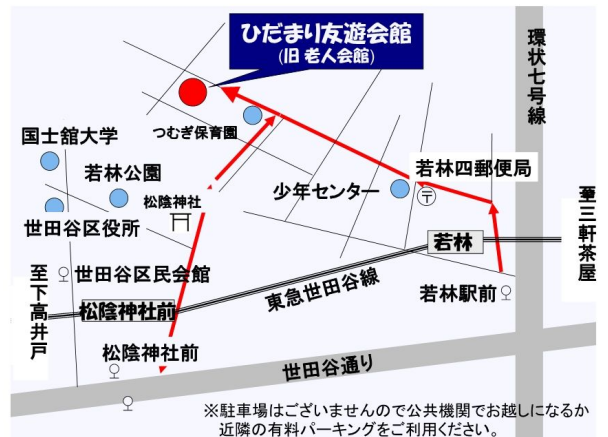 ひだまり友遊会館
(旧 老人会館)
環状七号線
つむぎ保育園
国士舘大学
若林公園
松陰神社
少年センター
若林四郵便局
〒
世田谷区役所
若林
至三軒茶屋
世田谷区民会館
東急世田谷線
若林駅前
至下高井戸
松陰神社前
松陰神社前
世田谷通り
※駐車場はございませんので公共機関でお越しになるか
近隣の有料パーキングをご利用ください。